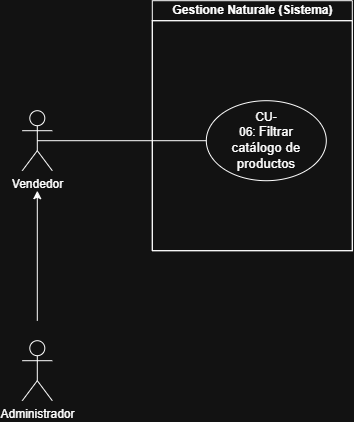 Gestione Naturale (Sistema)
CU-
06: Filtrar
catálogo de
productos
Vendedor
Administrador